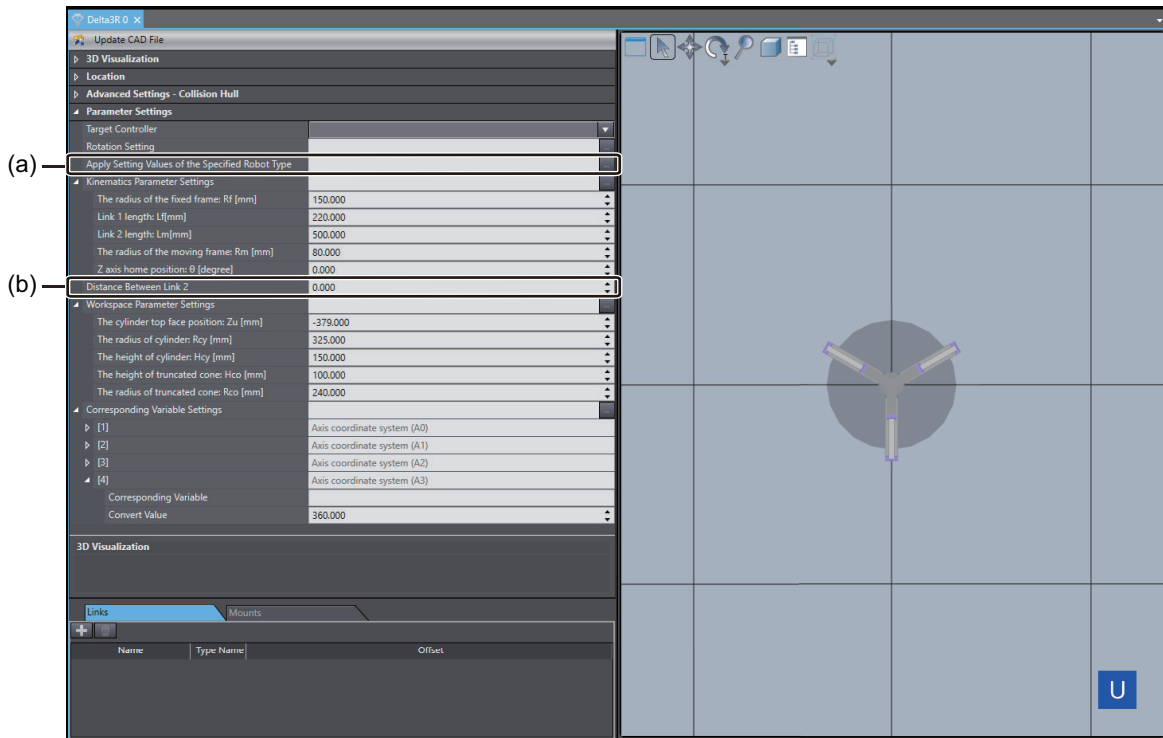 Delta3R 0 ×
Update CAD File
3D Visualization
Location
Advanced Settings - Collision Hull
Parameter Settings
Target Controller
Rotation Setting
(a)
Apply Setting Values of the Specified Robot Type
Kinematics Parameter Settings
The radius of the fixed frame: Rf [mm] 150.000
Link 1 length: Lf[mm] 220.000
Link 2 length: Lm[mm] 500.000
The radius of the moving frame: Rm [mm] 80.000
Z axis home position: θ [degree] 0.000
(b)
Distance Between Link 2 0.000
Workspace Parameter Settings
The cylinder top face position: Zu [mm] -379.000
The radius of cylinder: Rcy [mm] 325.000
The height of cylinder: Hcy [mm] 150.000
The height of truncated cone: Hco [mm] 100.000
The radius of truncated cone: Rco [mm] 240.000
Corresponding Variable Settings
[1] Axis coordinate system (A0)
[2] Axis coordinate system (A1)
[3] Axis coordinate system (A2)
[4] Axis coordinate system (A3)
Corresponding Variable
Convert Value 360.000
3D Visualization
Links Mounts
Name Type Name Offset
U